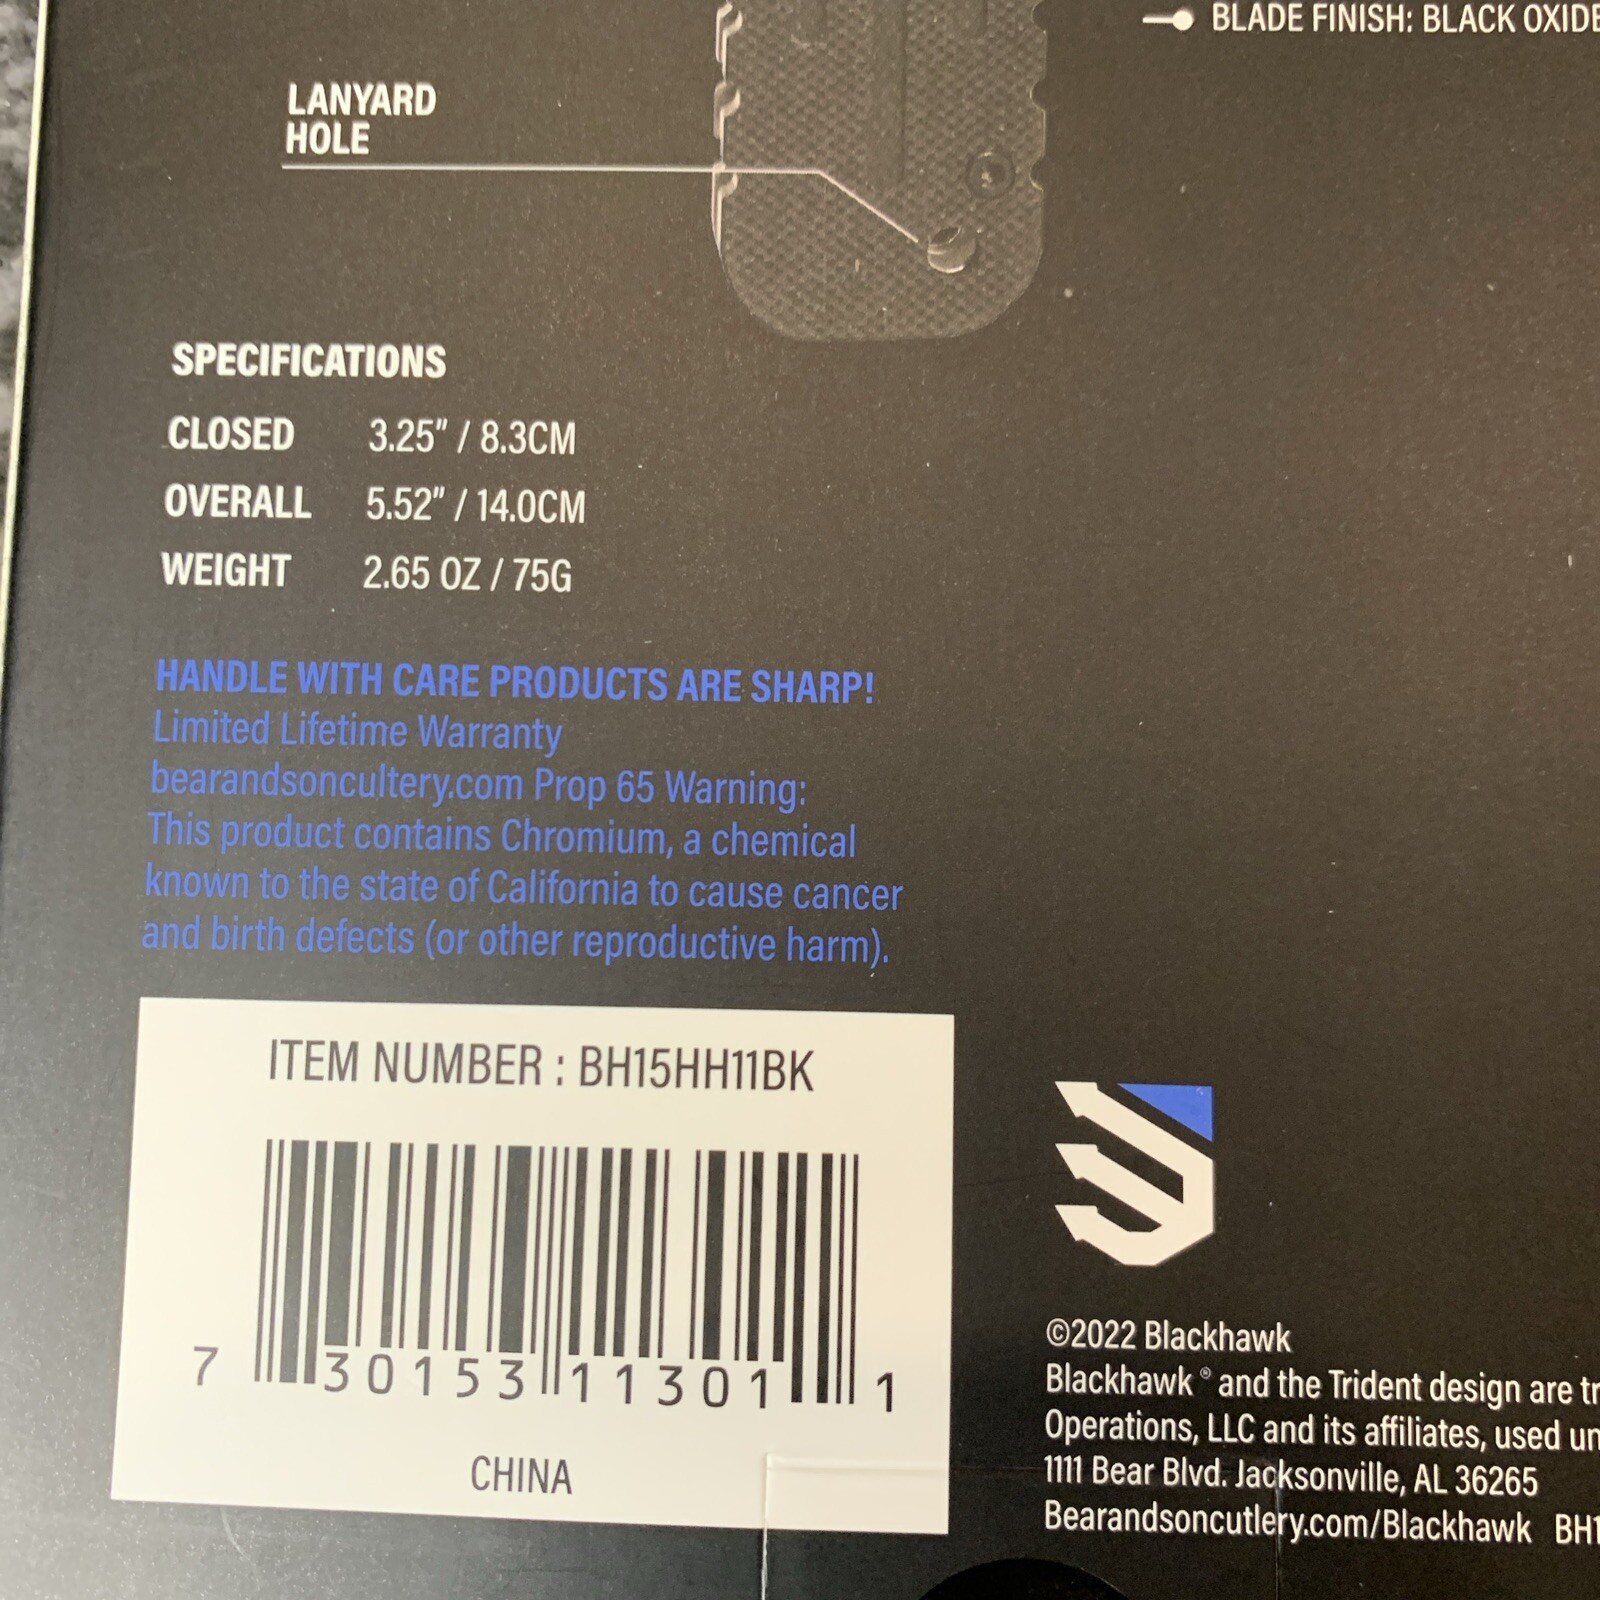 BLADE FINISH: BLACK OXIDE
LANYARD
HOLE
SPECIFICATIONS
CLOSED 3.25" / 8.3CM
OVERALL 5.52" / 14.0CM
WEIGHT 2.65 OZ / 75G
HANDLE WITH CARE PRODUCTS ARE SHARP!
Limited Lifetime Warranty
bearandsoncultery.com Prop 65 Warning:
This product contains Chromium, a chemical
known to the state of California to cause cancer
and birth defects (or other reproductive harm).
ITEM NUMBER : BH15HH11BK
7 30153 11301 1
CHINA
©2022 Blackhawk
Blackhawk ® and the Trident design are
Operations, LLC and its affiliates, used
1111 Bear Blvd. Jacksonville, AL 36265
Bearandsoncutlery.com/Blackhawk